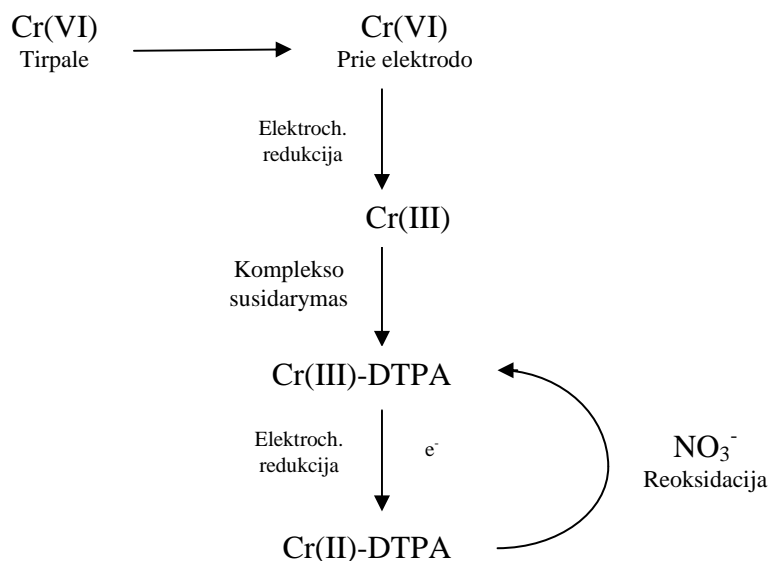 Cr(VI)
Tirpale
Cr(VI)
Prie elektrodo
Elektroch.
redukcija
Cr(III)
Komplekso
susidarymas
Cr(III)-DTPA
Elektroch.
redukcija
e⁻
NO₃⁻
Reoksidacija
Cr(II)-DTPA